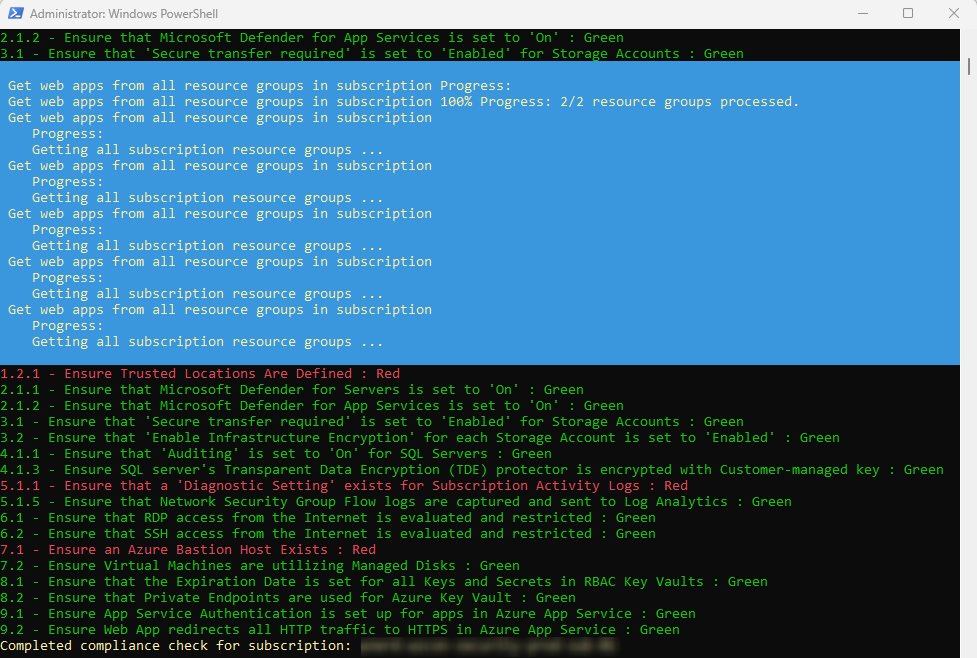 Administrator: Windows PowerShell
2.1.2 - Ensure that Microsoft Defender for App Services is set to 'On' : Green
3.1 - Ensure that 'Secure transfer required' is set to 'Enabled' for Storage Accounts : Green
Get web apps from all resource groups in subscription Progress:
Get web apps from all resource groups in subscription 100% Progress: 2/2 resource groups processed.
Get web apps from all resource groups in subscription
Progress:
Getting all subscription resource groups ...
Get web apps from all resource groups in subscription
Progress:
Getting all subscription resource groups ...
Get web apps from all resource groups in subscription
Progress:
Getting all subscription resource groups ...
Get web apps from all resource groups in subscription
Progress:
Getting all subscription resource groups ...
Get web apps from all resource groups in subscription
Progress:
Getting all subscription resource groups ...
1.2.1 - Ensure Trusted Locations Are Defined : Red
2.1.1 - Ensure that Microsoft Defender for Servers is set to 'On' : Green
2.1.2 - Ensure that Microsoft Defender for App Services is set to 'On' : Green
3.1 - Ensure that 'Secure transfer required' is set to 'Enabled' for Storage Accounts : Green
3.2 - Ensure that 'Enable Infrastructure Encryption' for each Storage Account is set to 'Enabled' : Green
4.1.1 - Ensure that 'Auditing' is set to 'On' for SQL Servers : Green
4.1.3 - Ensure SQL server's Transparent Data Encryption (TDE) protector is encrypted with Customer-managed key : Green
5.1.1 - Ensure that a 'Diagnostic Setting' exists for Subscription Activity Logs : Red
5.1.5 - Ensure that Network Security Group Flow logs are captured and sent to Log Analytics : Green
6.1 - Ensure that RDP access from the Internet is evaluated and restricted : Green
6.2 - Ensure that SSH access from the Internet is evaluated and restricted : Green
7.1 - Ensure an Azure Bastion Host Exists : Red
7.2 - Ensure Virtual Machines are utilizing Managed Disks : Green
8.1 - Ensure that the Expiration Date is set for all Keys and Secrets in RBAC Key Vaults : Green
8.2 - Ensure that Private Endpoints are used for Azure Key Vault : Green
9.1 - Ensure App Service Authentication is set up for apps in Azure App Service : Green
9.2 - Ensure Web App redirects all HTTP traffic to HTTPS in Azure App Service : Green
Completed compliance check for subscription: